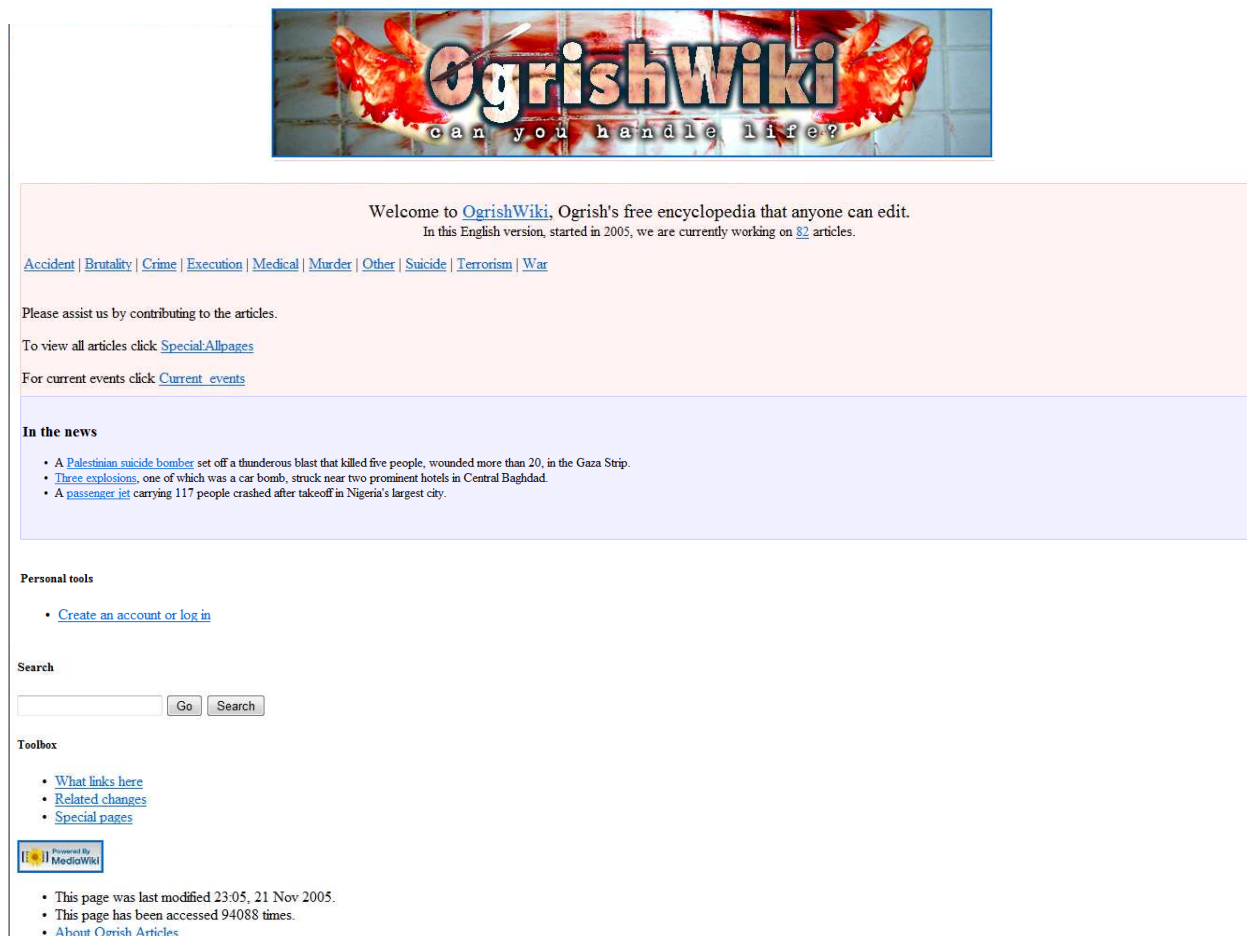 OgrishWiki
can you handle life?
Welcome to OgrishWiki, Ogrish's free encyclopedia that anyone can edit.
In this English version, started in 2005, we are currently working on 82 articles.
Accident | Brutality | Crime | Execution | Medical | Murder | Other | Suicide | Terrorism | War
Please assist us by contributing to the articles.
To view all articles click Special:Allpages
For current events click Current_events
In the news
• A Palestinian suicide bomber set off a thunderous blast that killed five people, wounded more than 20, in the Gaza Strip.
• Three explosions, one of which was a car bomb, struck near two prominent hotels in Central Baghdad.
• A passenger jet carrying 117 people crashed after takeoff in Nigeria's largest city.
Personal tools
• Create an account or log in
Search
Go Search
Toolbox
• What links here
• Related changes
• Special pages
Powered By
MediaWiki
• This page was last modified 23:05, 21 Nov 2005.
• This page has been accessed 94088 times.
• About Ogrish Articles